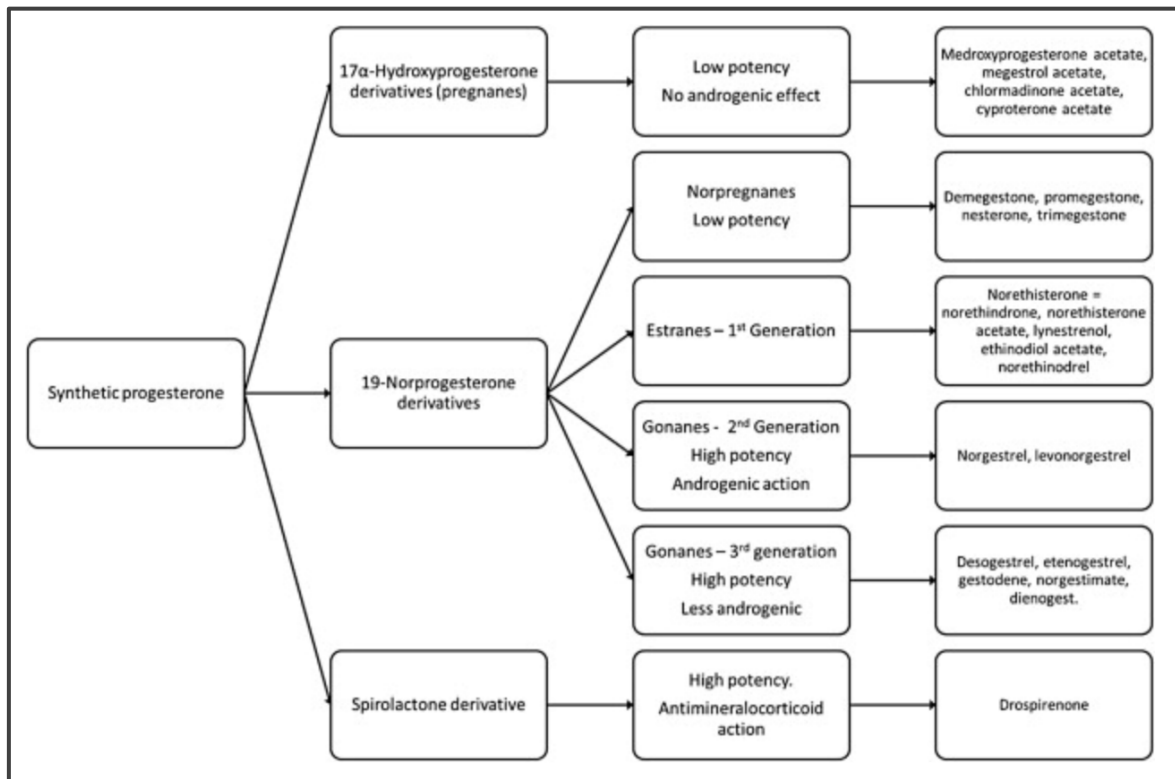 17α-Hydroxyprogesterone
derivatives (pregnanes)
Low potency
No androgenic effect
Medroxyprogesterone acetate,
megestrol acetate,
chlormadinone acetate,
cyproterone acetate
Norpregnanes
Low potency
Demegestone, promegestone,
nesterone, trimegestone
Synthetic progesterone
19-Norprogesterone
derivatives
Estranes – 1st Generation
Norethisterone =
norethindrone, norethisterone
acetate, lynestrenol,
ethinodiol acetate,
norethinodrel
Gonanes - 2nd Generation
High potency
Androgenic action
Norgestrel, levonorgestrel
Gonanes – 3rd generation
High potency
Less androgenic
Desogestrel, etenogestrel,
gestodene, norgestimate,
dienogest.
Spirolactone derivative
High potency.
Antimineralocorticoid
action
Drospirenone